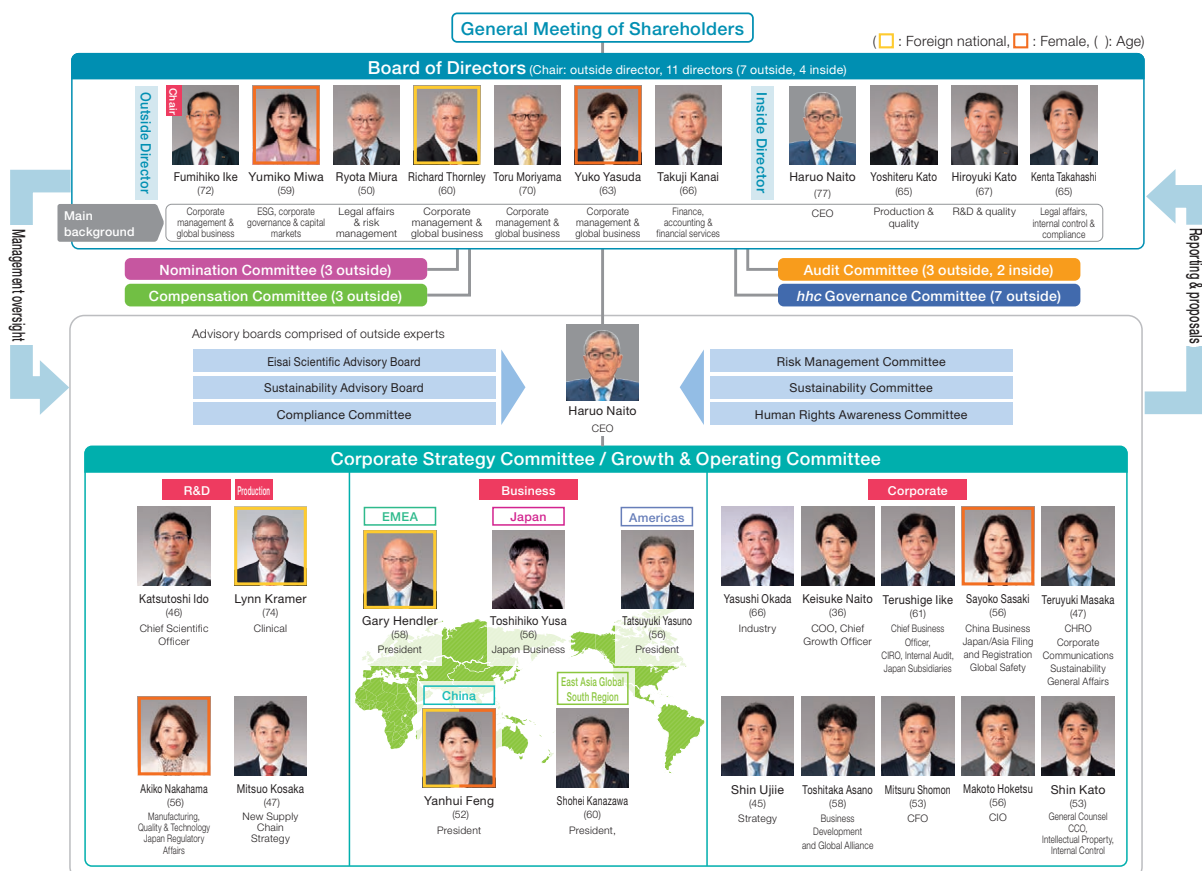 General Meeting of Shareholders
( : Foreign national, : Female, ( ): Age)
Board of Directors (Chair: outside director, 11 directors (7 outside, 4 inside)
Outside Director
Chair
Fumihiko Ike
(72)
Yumiko Miwa
(59)
Ryota Miura
(50)
Richard Thornley
(60)
Toru Moriyama
(70)
Yuko Yasuda
(63)
Takuji Kanai
(66)
Inside Director
Haruo Naito
(77)
Yoshiteru Kato
(65)
Hiroyuki Kato
(67)
Kenta Takahashi
(65)
Main
background
Corporate
management &
global business
ESG, corporate
governance & capital
markets
Legal affairs
& risk
management
Corporate
management &
global business
Corporate
management &
global business
Corporate
management &
global business
Finance,
accounting &
financial services
CEO
Production &
quality
R&D & quality
Legal affairs,
internal control &
compliance
Management oversight
Reporting & proposals
Nomination Committee (3 outside)
Compensation Committee (3 outside)
Audit Committee (3 outside, 2 inside)
hhc Governance Committee (7 outside)
Advisory boards comprised of outside experts
Eisai Scientific Advisory Board
Sustainability Advisory Board
Compliance Committee
Haruo Naito
CEO
Risk Management Committee
Sustainability Committee
Human Rights Awareness Committee
Corporate Strategy Committee / Growth & Operating Committee
R&D
Production
Katsutoshi Ido
(46)
Chief Scientific
Officer
Lynn Kramer
(74)
Clinical
Akiko Nakahama
(56)
Manufacturing,
Quality & Technology
Japan Regulatory
Affairs
Mitsuo Kosaka
(47)
New Supply
Chain
Strategy
Business
EMEA
Gary Hendler
(58)
President
Japan
Toshihiko Yusa
(56)
Japan Business
Americas
Tatsuyuki Yasuno
(56)
President
China
Yanhui Feng
(52)
President
East Asia Global
South Region
Shohei Kanazawa
(60)
President,
Corporate
Yasushi Okada
(66)
Industry
Keisuke Naito
(36)
COO, Chief
Growth Officer
Terushige Iike
(61)
Chief Business
Officer,
CIRO, Internal Audit,
Japan Subsidiaries
Sayoko Sasaki
(56)
China Business
Japan/Asia Filing
and Registration
Global Safety
Teruyuki Masaka
(47)
CHRO
Corporate
Communications
Sustainability
General Affairs
Shin Ujiie
(45)
Strategy
Toshitaka Asano
(58)
Business
Development
and Global Alliance
Mitsuru Shomon
(53)
CFO
Makoto Hoketsu
(56)
CIO
Shin Kato
(53)
General Counsel
CCO,
Intellectual Property,
Internal Control